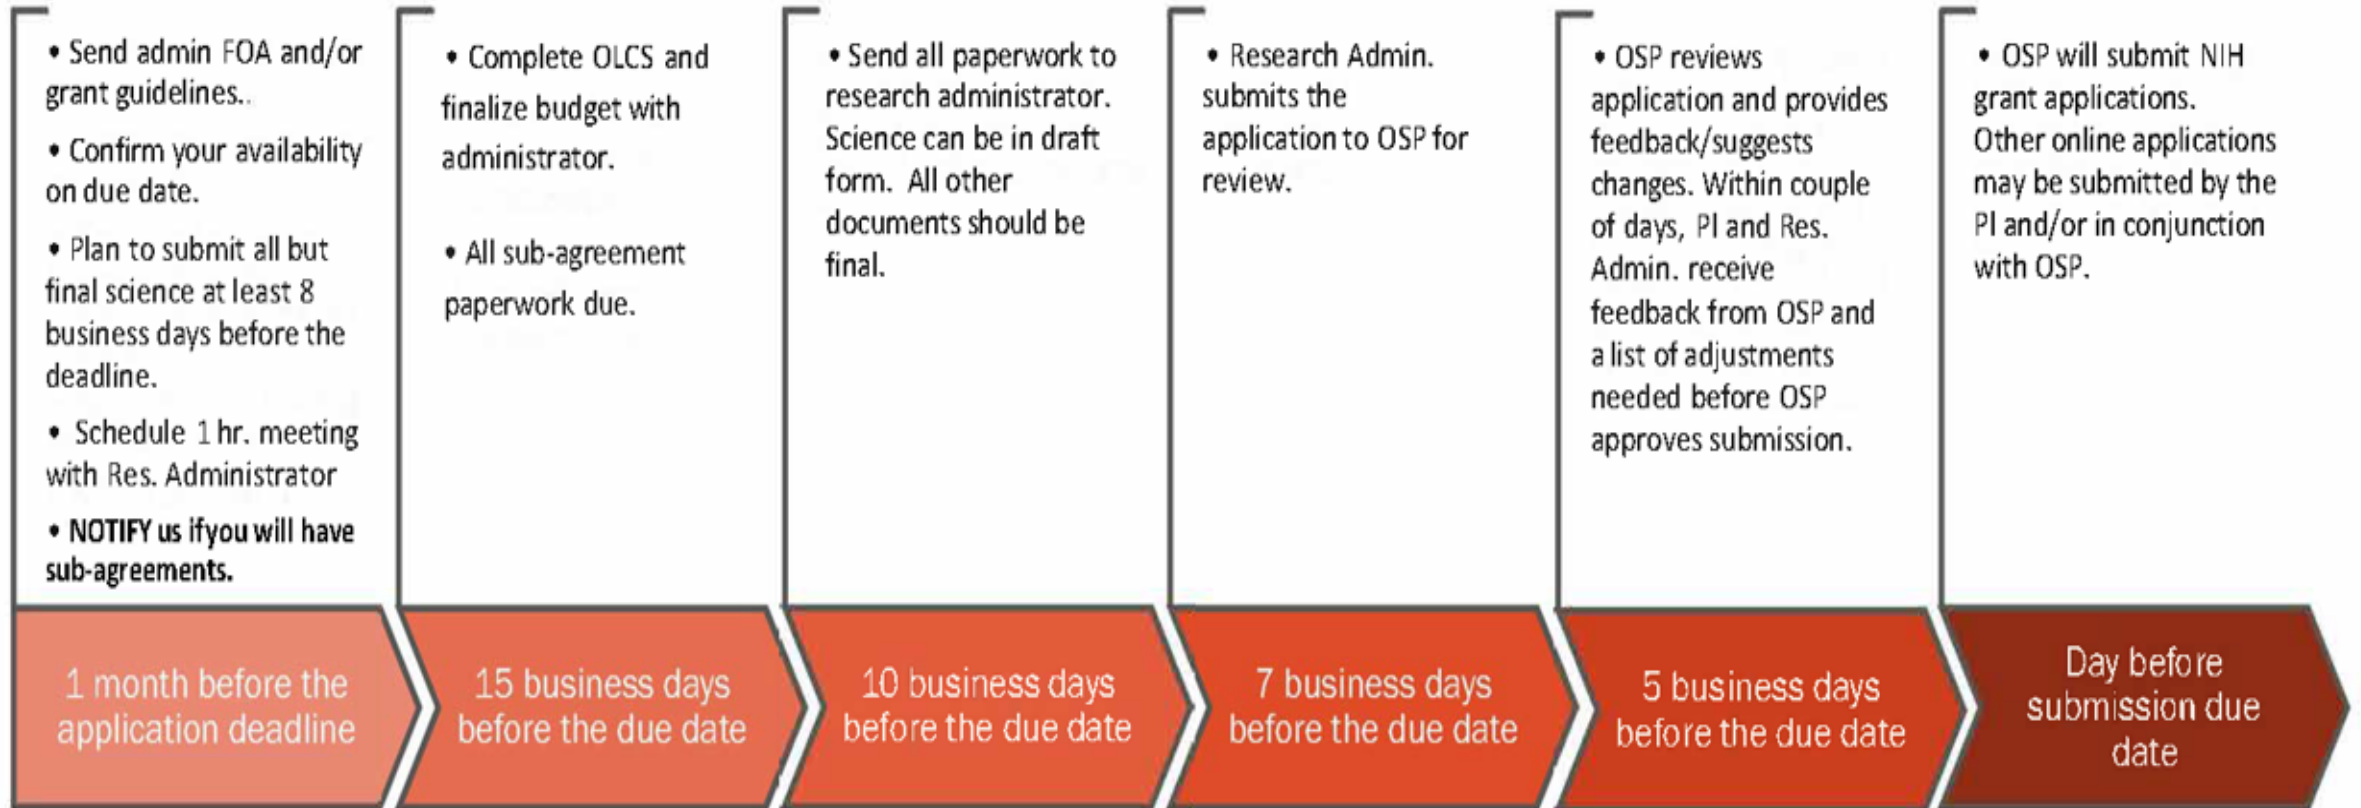 • Send admin FOA and/or
grant guidelines..
• Confirm your availability
on due date.
• Plan to submit all but
final science at least 8
business days before the
deadline.
• Schedule 1 hr. meeting
with Res. Administrator
• NOTIFY us ifyou will have
sub-agreements.
1 month before the
application deadline
• Complete OLCS and
finalize budget with
administrator.
• All sub-agreement
paperwork due.
15 business days
before the due date
• Send all paperwork to
research administrator.
Science can be in draft
form. All other
documents should be
final.
10 business days
before the due date
• Research Admin.
submits the
application to OSP for
review.
7 business days
before the due date
• OSP reviews
application and provides
feedback/suggests
changes. Within couple
of days, PI and Res.
Admin. receive
feedback from OSP and
a list of adjustments
needed before OSP
approves submission.
5 business days
before the due date
• OSP will submit NIH
grant applications.
Other online applications
may be submitted by the
PI and/or in conjunction
with OSP.
Day before
submission due
date